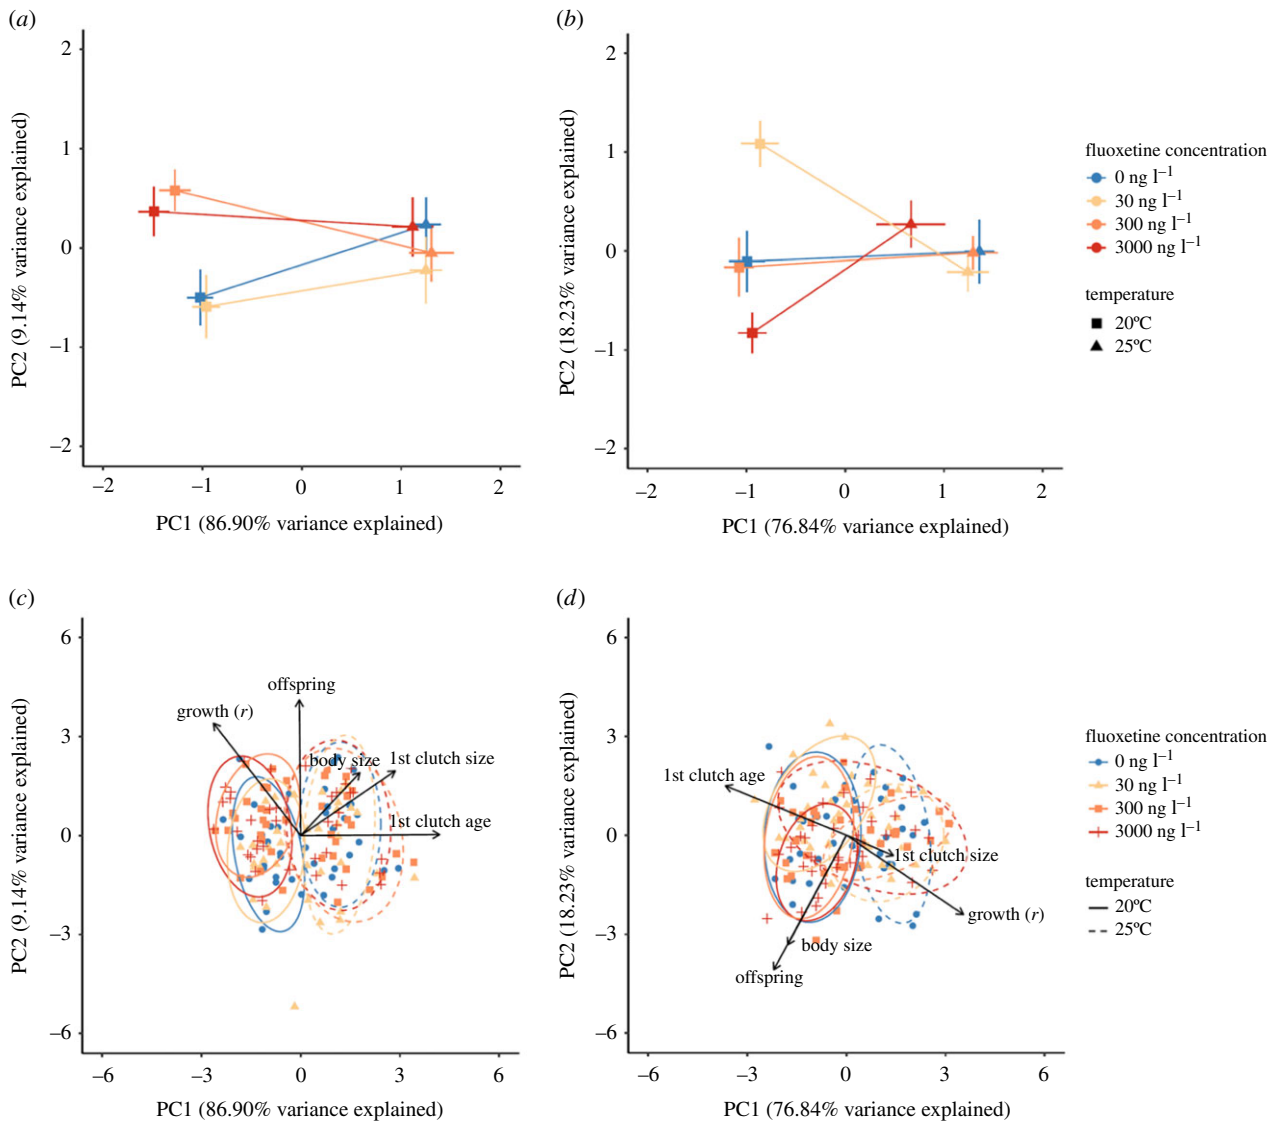 (a)
2
1
0
–1
–2
PC2 (9.14% variance explained)
–2
–1
0
1
2
PC1 (86.90% variance explained)
(b)
2
1
0
–1
–2
PC2 (18.23% variance explained)
–2
–1
0
1
2
PC1 (76.84% variance explained)
fluoxetine concentration
0 ng l⁻¹
30 ng l⁻¹
300 ng l⁻¹
3000 ng l⁻¹
temperature
20ºC
25ºC
(c)
6
3
0
–3
–6
PC2 (9.14% variance explained)
offspring
growth (r)
body size
1st clutch size
1st clutch age
–6
–3
0
3
6
PC1 (86.90% variance explained)
(d)
6
3
0
–3
–6
PC2 (18.23% variance explained)
1st clutch age
1st clutch size
growth (r)
body size
offspring
–6
–3
0
3
6
PC1 (76.84% variance explained)
fluoxetine concentration
0 ng l⁻¹
30 ng l⁻¹
300 ng l⁻¹
3000 ng l⁻¹
temperature
20ºC
25ºC